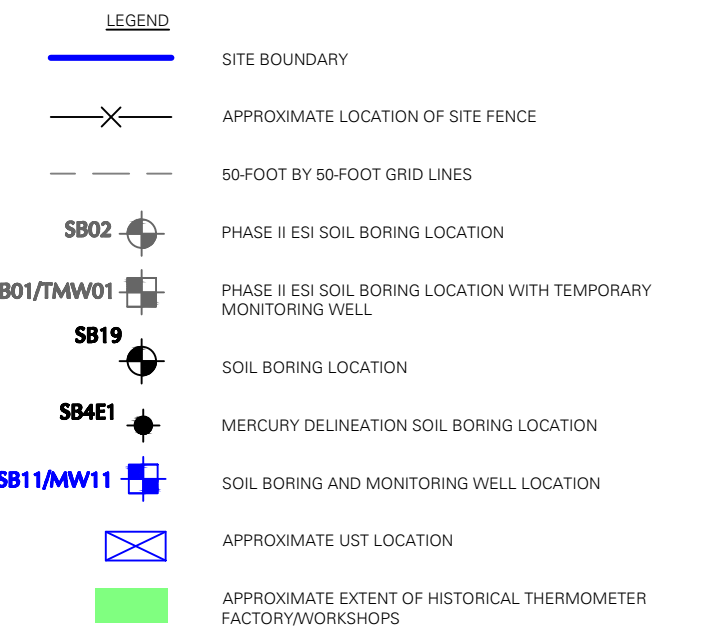 LEGEND
SITE BOUNDARY
APPROXIMATE LOCATION OF SITE FENCE
50-FOOT BY 50-FOOT GRID LINES
SB02 PHASE II ESI SOIL BORING LOCATION
B01/TMW01 PHASE II ESI SOIL BORING LOCATION WITH TEMPORARY
MONITORING WELL
SB19
SOIL BORING LOCATION
SB4E1
MERCURY DELINEATION SOIL BORING LOCATION
SB11/MW11 SOIL BORING AND MONITORING WELL LOCATION
APPROXIMATE UST LOCATION
APPROXIMATE EXTENT OF HISTORICAL THERMOMETER
FACTORY/WORKSHOPS